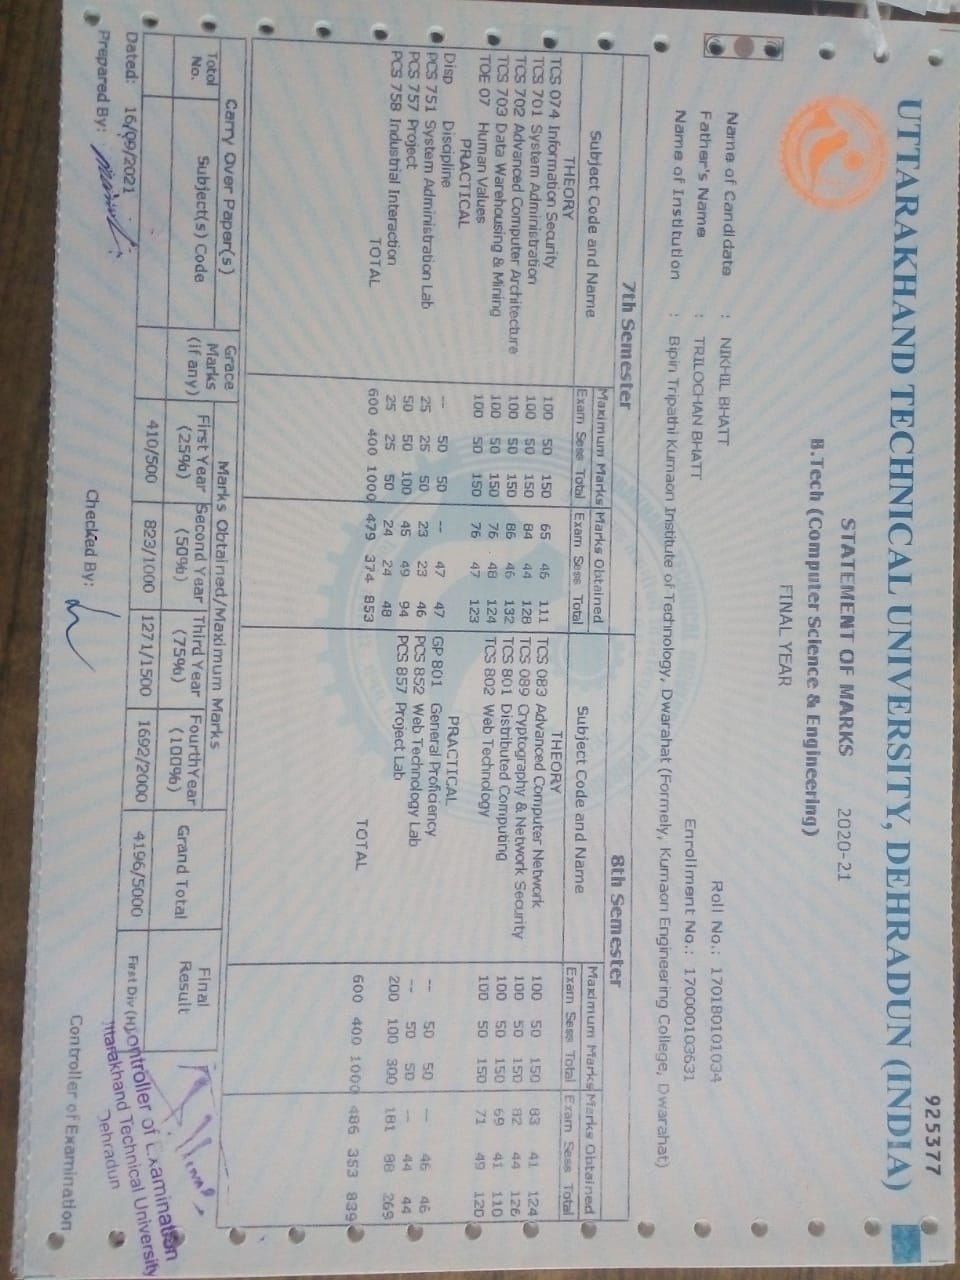 925377
UTTARAKHAND TECHNICAL UNIVERSITY, DEHRADUN (INDIA)
STATEMENT OF MARKS 2020-21
B.Tech (Computer Science & Engineering)
FINAL YEAR
Name of Candidate : NIKHIL BHATT Roll No.: 170180101034
Father's Name : TRILOCHAN BHATT Enrollment No.: 170000103631
Name of Institution : Bipin Tripathi Kumaon Institute of Technology, Dwarahat (Formely, Kumaon Engineering College, Dwarahat)
7th Semester
Subject Code and Name Maximum Marks Marks Obtained
Exam Sess Total Exam Sess Total
THEORY
TCS 074 Information Security 100 50 150 65 46 111
TCS 701 System Administration 100 50 150 84 44 128
TCS 702 Advanced Computer Architecture 100 50 150 86 46 132
TCS 703 Data Warehousing & Mining 100 50 150 76 48 124
TOE 07 Human Values 100 50 150 76 47 123
PRACTICAL
Disp Discipline -- 50 50 -- 47 47
PCS 751 System Administration Lab 25 25 50 23 23 46
PCS 757 Project 50 50 100 45 49 94
PCS 758 Industrial Interaction 25 25 50 24 24 48
TOTAL 600 400 1000 479 374 853
8th Semester
Subject Code and Name Maximum Marks Marks Obtained
Exam Sess Total Exam Sess Total
THEORY
TCS 083 Advanced Computer Network 100 50 150 83 41 124
TCS 089 Cryptography & Network Security 100 50 150 82 44 126
TCS 801 Distributed Computing 100 50 150 69 41 110
TCS 802 Web Technology 100 50 150 71 49 120
PRACTICAL
GP 801 General Proficiency -- 50 50 -- 46 46
PCS 852 Web Technology Lab -- 50 50 -- 44 44
PCS 857 Project Lab 200 100 300 181 88 269
TOTAL 600 400 1000 486 353 839
Carry Over Paper(s) Grace Marks (if any) Marks Obtained/Maximum Marks Grand Total Final Result
Total No. Subject(s) Code First Year (25%) Second Year (50%) Third Year (75%) Fourth Year (100%)
410/500 823/1000 1271/1500 1692/2000 4196/5000 First Div (H)
Dated: 16/09/2021
Prepared By:
Checked By:
Controller of Examination
Controller of Examination
Uttarakhand Technical University
Dehradun